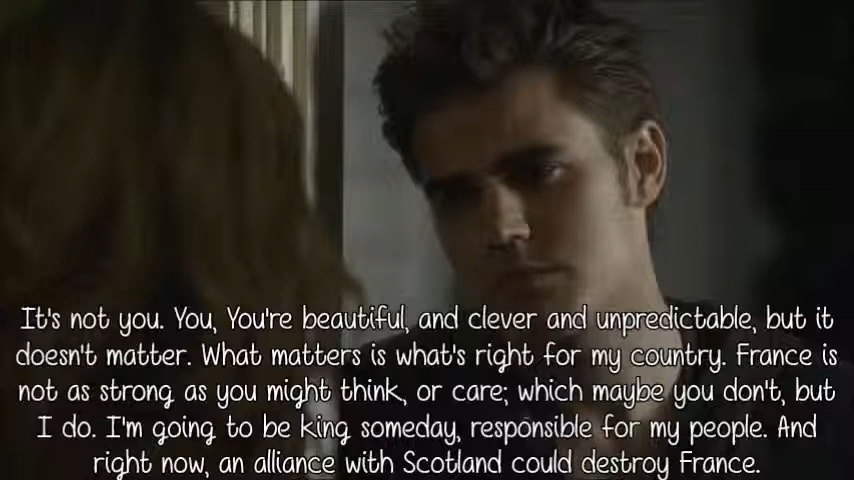 It's not you. You, You're beautiful, and clever and unpredictable, but it
doesn't matter. What matters is what's right for my country. France is
not as strong as you might think, or care; which maybe you don't, but
I do. I'm going to be king someday, responsible for my people. And
right now, an alliance with Scotland could destroy France.